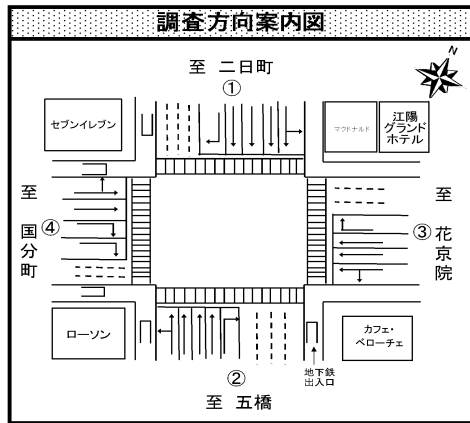 調査方向案内図
N
至 二日町
①
セブンイレブン
マクドナルド
江陽
グランド
ホテル
至
国
分
町
④
至
花
京
院
③
ローソン
カフェ・
ベローチェ
地下鉄
出入口
②
至 五橋